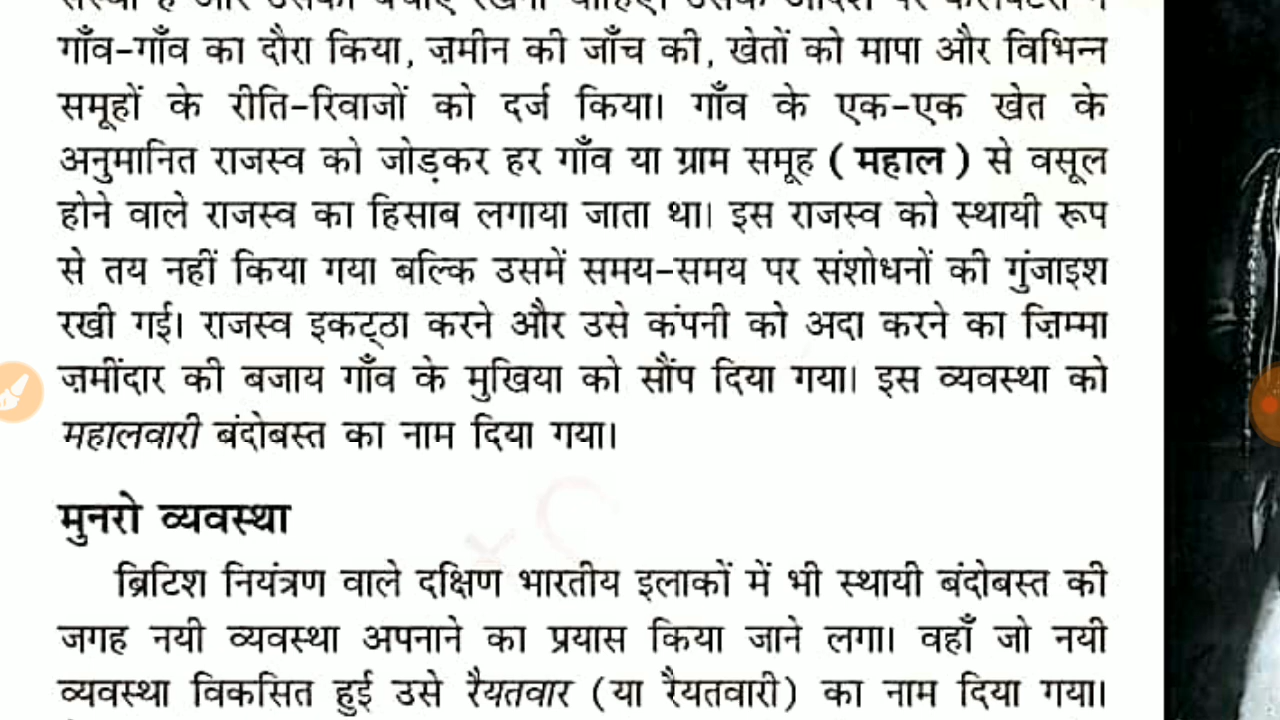 गाँव-गाँव का दौरा किया, ज़मीन की जाँच की, खेतों को मापा और विभिन्न
समूहों के रीति-रिवाजों को दर्ज किया। गाँव के एक-एक खेत के
अनुमानित राजस्व को जोड़कर हर गाँव या ग्राम समूह (महाल) से वसूल
होने वाले राजस्व का हिसाब लगाया जाता था। इस राजस्व को स्थायी रूप
से तय नहीं किया गया बल्कि उसमें समय-समय पर संशोधनों की गुंजाइश
रखी गई। राजस्व इकट्ठा करने और उसे कंपनी को अदा करने का ज़िम्मा
ज़मींदार की बजाय गाँव के मुखिया को सौंप दिया गया। इस व्यवस्था को
महालवारी बंदोबस्त का नाम दिया गया।
मुनरो व्यवस्था
ब्रिटिश नियंत्रण वाले दक्षिण भारतीय इलाकों में भी स्थायी बंदोबस्त की
जगह नयी व्यवस्था अपनाने का प्रयास किया जाने लगा। वहाँ जो नयी
व्यवस्था विकसित हुई उसे रैयतवार (या रैयतवारी) का नाम दिया गया।